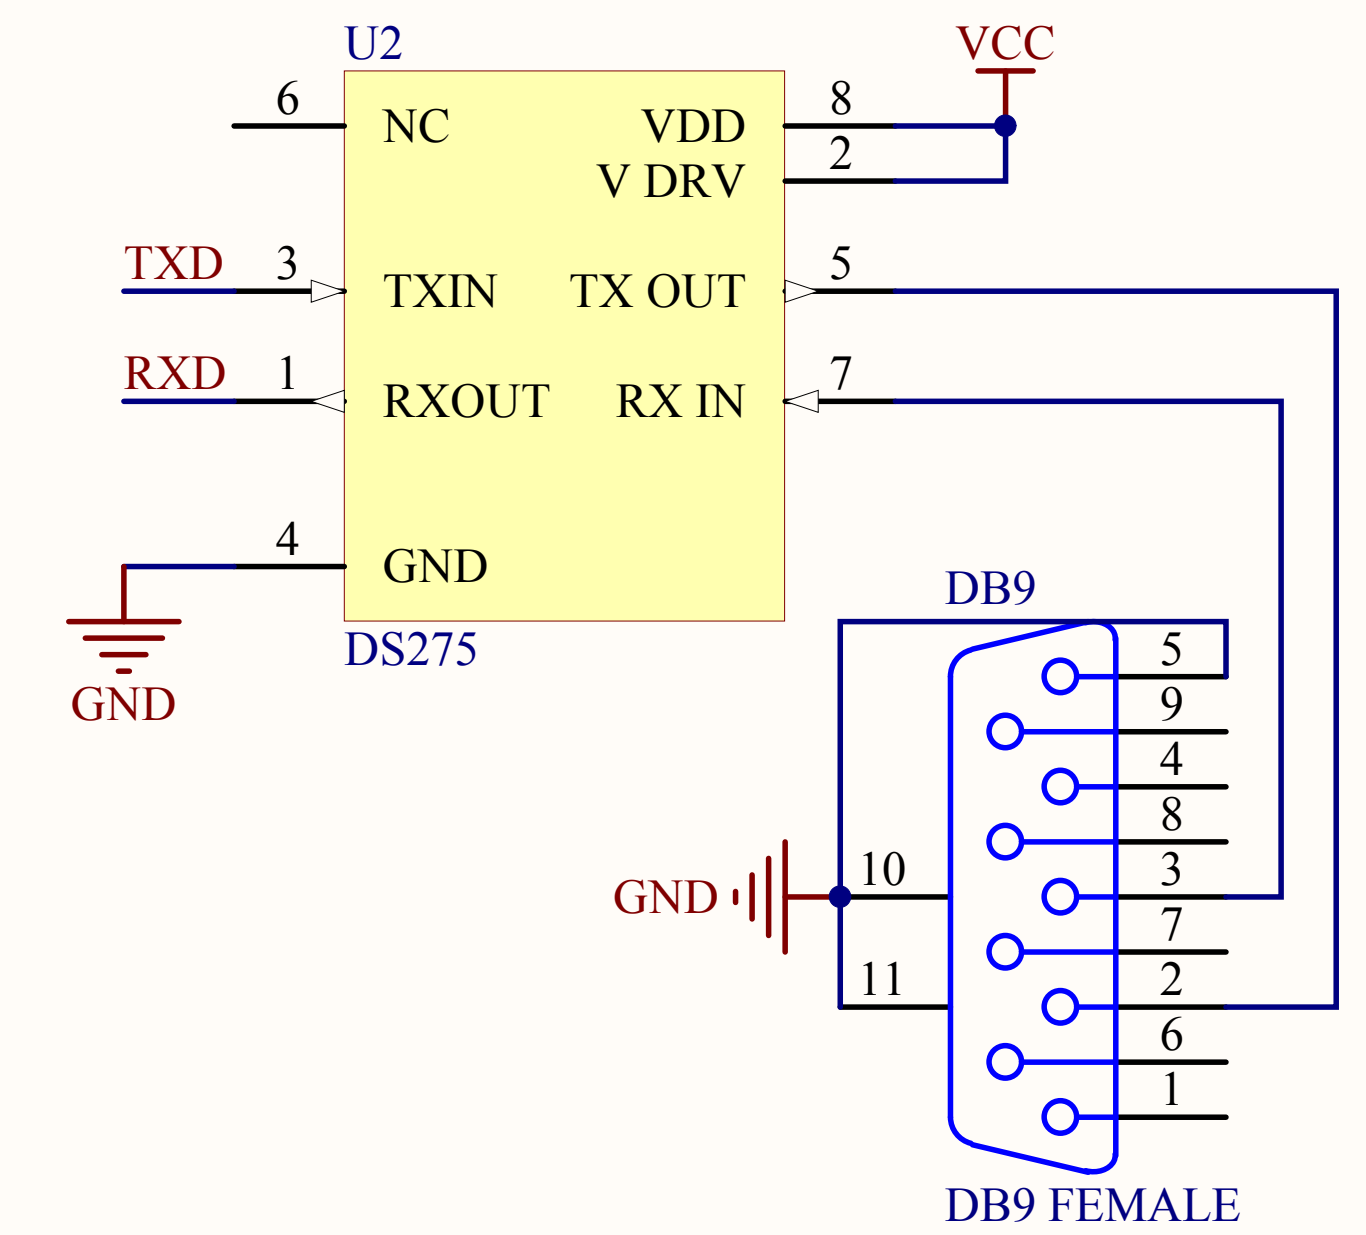 U2
VCC
6 NC VDD 8
V DRV 2
TXD 3 TXIN TX OUT 5
RXD 1 RXOUT RX IN 7
4 GND
GND
DS275
DB9
5
9
4
8
GND 10 3
7
11 2
6
1
DB9 FEMALE